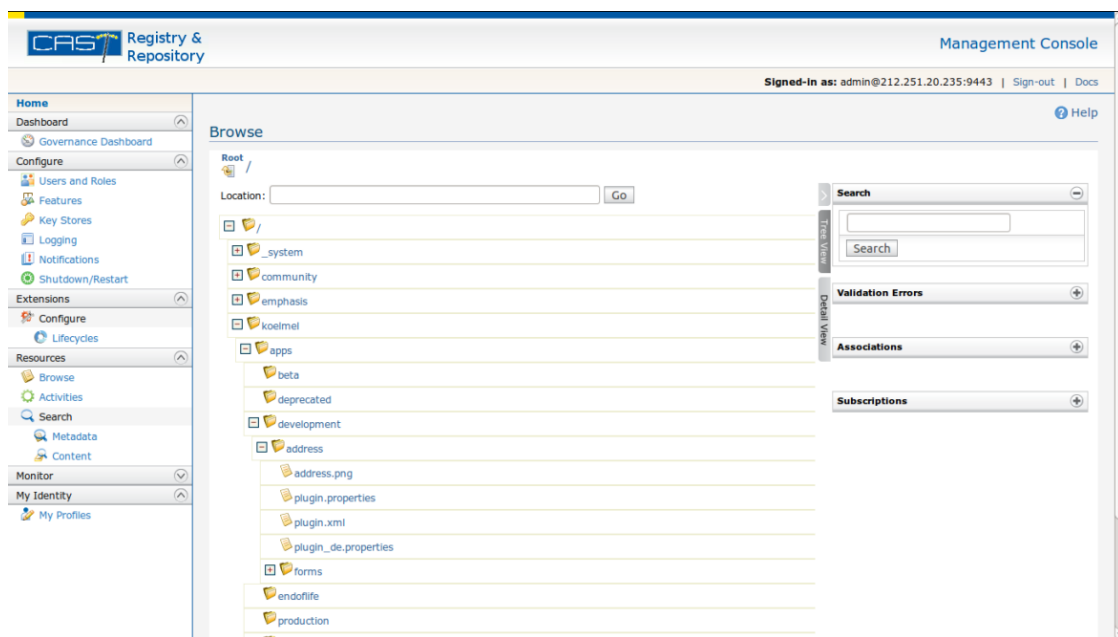 CAST
Registry &
Repository
Management Console
Signed-in as: admin@212.251.20.235:9443 | Sign-out | Docs
Home
Dashboard
Governance Dashboard
Configure
Users and Roles
Features
Key Stores
Logging
Notifications
Shutdown/Restart
Extensions
Configure
Lifecycles
Resources
Browse
Activities
Search
Metadata
Content
Monitor
My Identity
My Profiles
Help
Browse
Root
/
Location:
Go
/
_system
community
emphasis
koelmel
apps
beta
deprecated
development
address
address.png
plugin.properties
plugin.xml
plugin_de.properties
forms
endoflife
production
Tree View
Detail View
Search
Search
Validation Errors
Associations
Subscriptions